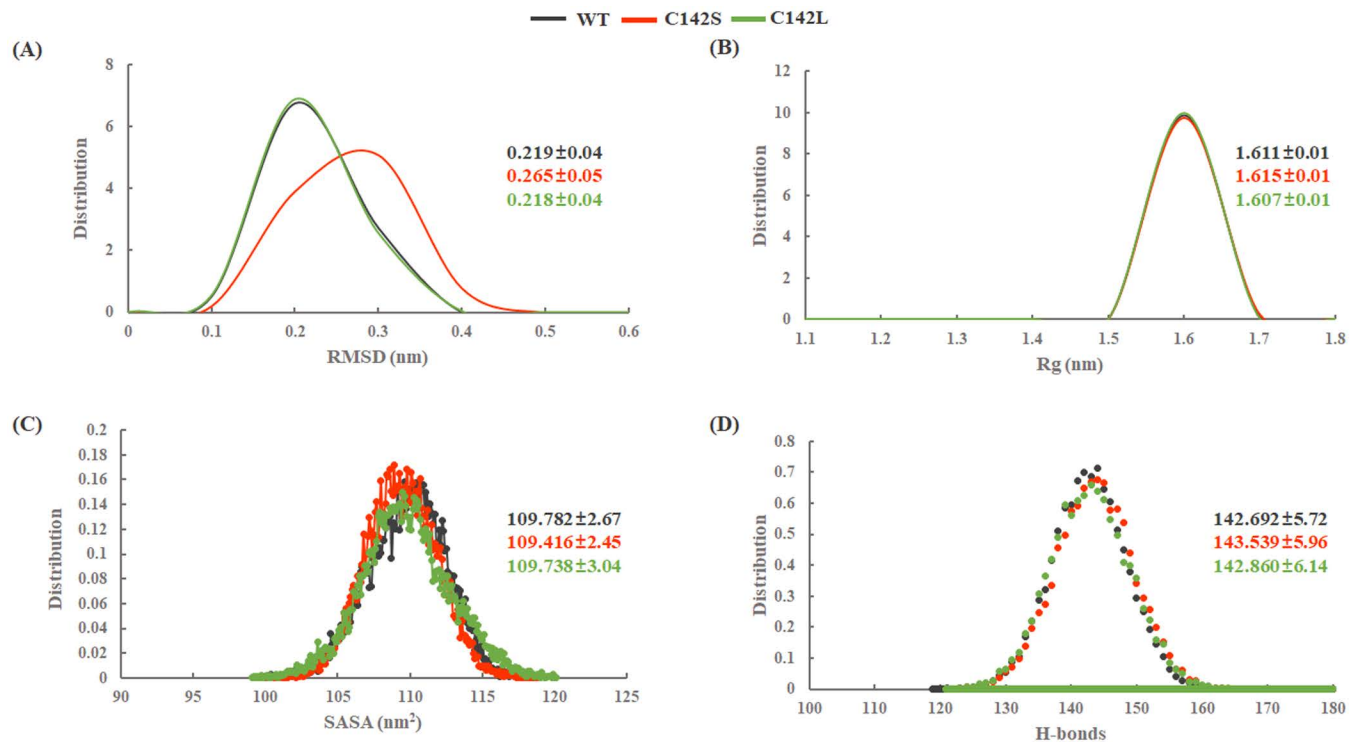 WT C142S C142L
(A)
Distribution
8
6
4
2
0
0 0.1 0.2 0.3 0.4 0.5 0.6
RMSD (nm)
0.219±0.04
0.265±0.05
0.218±0.04
(B)
Distribution
12
10
8
6
4
2
0
1.1 1.2 1.3 1.4 1.5 1.6 1.7 1.8
Rg (nm)
1.611±0.01
1.615±0.01
1.607±0.01
(C)
Distribution
0.2
0.18
0.16
0.14
0.12
0.1
0.08
0.06
0.04
0.02
0
90 95 100 105 110 115 120 125
SASA (nm²)
109.782±2.67
109.416±2.45
109.738±3.04
(D)
Distribution
0.8
0.7
0.6
0.5
0.4
0.3
0.2
0.1
0
100 110 120 130 140 150 160 170 180
H-bonds
142.692±5.72
143.539±5.96
142.860±6.14